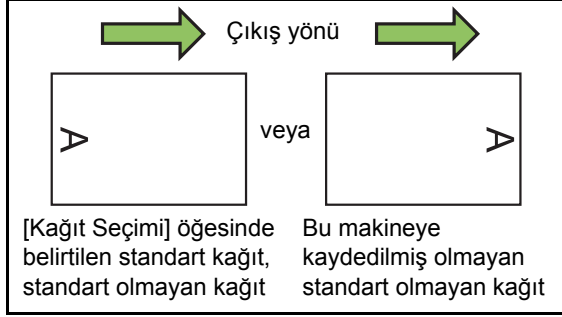 Çıkış yönü
A
veya
A
[Kağıt Seçimi] öğesinde
belirtilen standart kağıt,
standart olmayan kağıt
Bu makineye
kaydedilmiş olmayan
standart olmayan kağıt